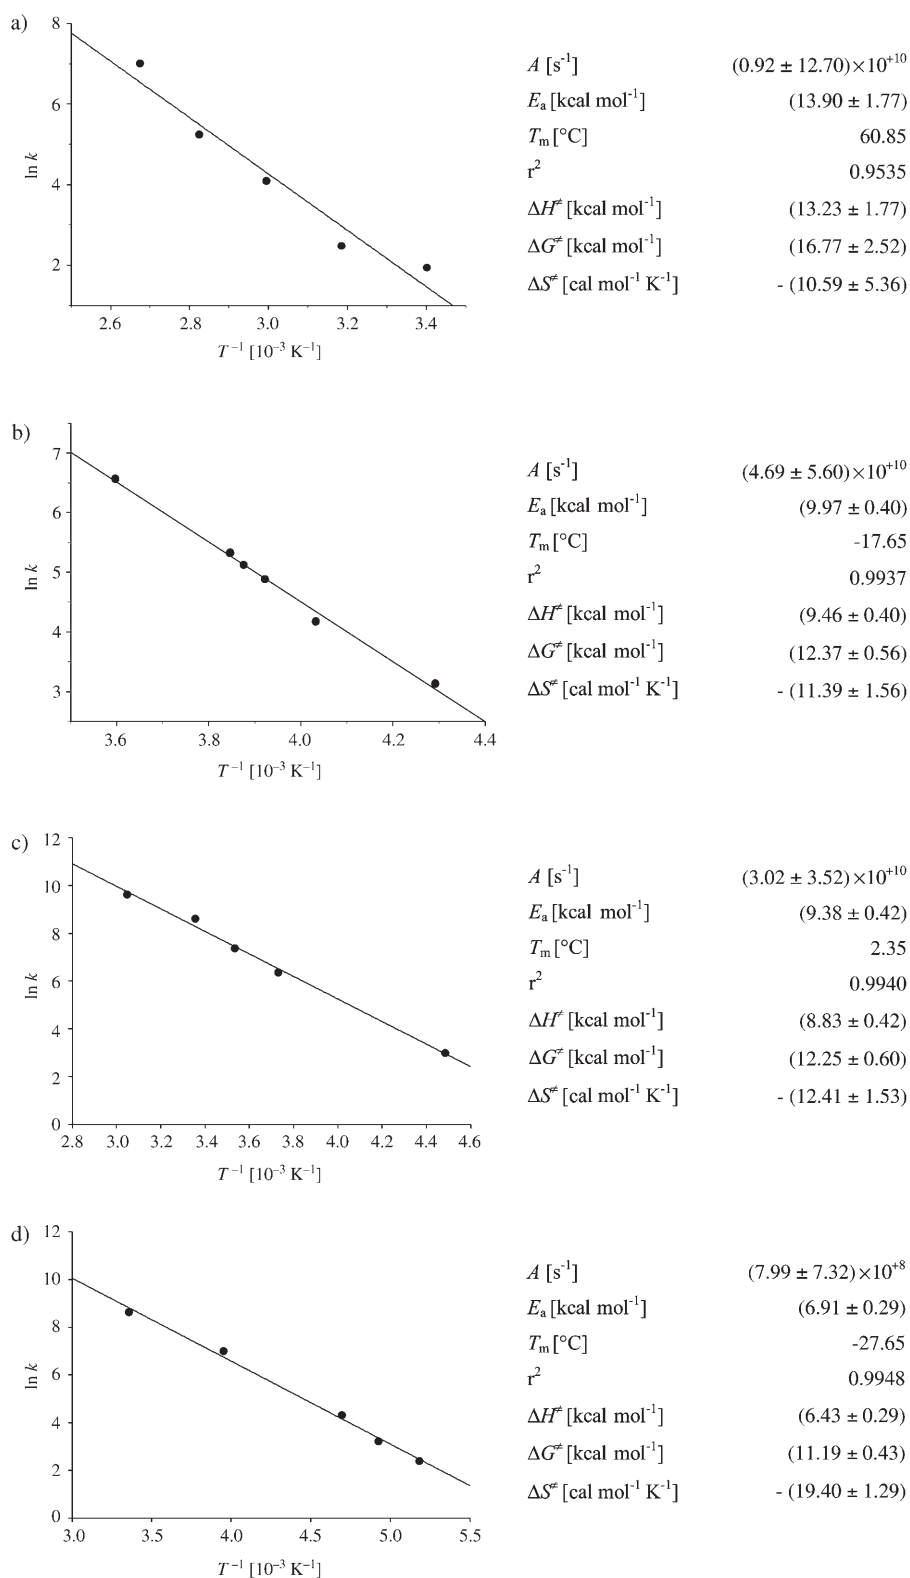 a)
8
6
4
2
ln k
2.6 2.8 3.0 3.2 3.4
T⁻¹ [10⁻³ K⁻¹]
A [s⁻¹] (0.92 ± 12.70)×10⁺¹⁰
Eₐ [kcal mol⁻¹] (13.90 ± 1.77)
Tₘ [°C] 60.85
r² 0.9535
ΔH≠ [kcal mol⁻¹] (13.23 ± 1.77)
ΔG≠ [kcal mol⁻¹] (16.77 ± 2.52)
ΔS≠ [cal mol⁻¹ K⁻¹] - (10.59 ± 5.36)
b)
7
6
5
4
3
ln k
3.6 3.8 4.0 4.2 4.4
T⁻¹ [10⁻³ K⁻¹]
A [s⁻¹] (4.69 ± 5.60)×10⁺¹⁰
Eₐ [kcal mol⁻¹] (9.97 ± 0.40)
Tₘ [°C] -17.65
r² 0.9937
ΔH≠ [kcal mol⁻¹] (9.46 ± 0.40)
ΔG≠ [kcal mol⁻¹] (12.37 ± 0.56)
ΔS≠ [cal mol⁻¹ K⁻¹] - (11.39 ± 1.56)
c)
12
10
8
6
4
2
0
ln k
2.8 3.0 3.2 3.4 3.6 3.8 4.0 4.2 4.4 4.6
T⁻¹ [10⁻³ K⁻¹]
A [s⁻¹] (3.02 ± 3.52)×10⁺¹⁰
Eₐ [kcal mol⁻¹] (9.38 ± 0.42)
Tₘ [°C] 2.35
r² 0.9940
ΔH≠ [kcal mol⁻¹] (8.83 ± 0.42)
ΔG≠ [kcal mol⁻¹] (12.25 ± 0.60)
ΔS≠ [cal mol⁻¹ K⁻¹] - (12.41 ± 1.53)
d)
12
10
8
6
4
2
0
ln k
3.0 3.5 4.0 4.5 5.0 5.5
T⁻¹ [10⁻³ K⁻¹]
A [s⁻¹] (7.99 ± 7.32)×10⁺⁸
Eₐ [kcal mol⁻¹] (6.91 ± 0.29)
Tₘ [°C] -27.65
r² 0.9948
ΔH≠ [kcal mol⁻¹] (6.43 ± 0.29)
ΔG≠ [kcal mol⁻¹] (11.19 ± 0.43)
ΔS≠ [cal mol⁻¹ K⁻¹] - (19.40 ± 1.29)